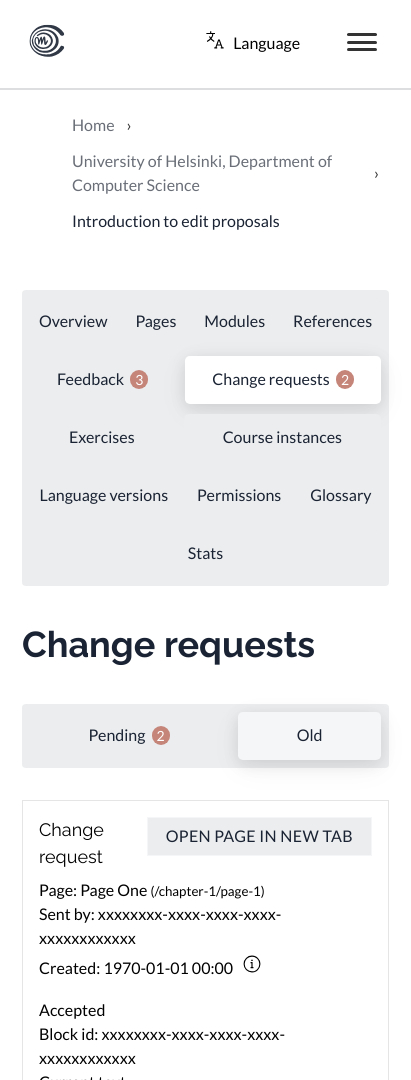 Language
Home ›
University of Helsinki, Department of
Computer Science ›
Introduction to edit proposals
Overview Pages Modules References
Feedback 3 Change requests 2
Exercises Course instances
Language versions Permissions Glossary
Stats
Change requests
Pending 2 Old
Change
request
OPEN PAGE IN NEW TAB
Page: Page One (/chapter-1/page-1)
Sent by: xxxxxxxx-xxxx-xxxx-xxxx-
xxxxxxxxxxxx
Created: 1970-01-01 00:00
Accepted
Block id: xxxxxxxx-xxxx-xxxx-xxxx-
xxxxxxxxxxxx